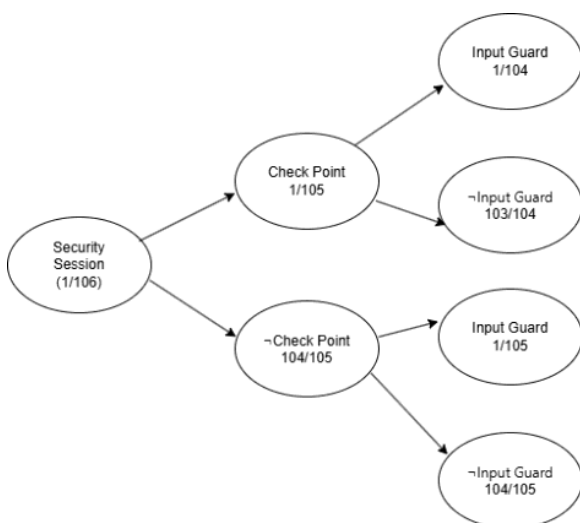 Input Guard
1/104
Check Point
1/105
¬Input Guard
103/104
Security
Session
(1/106)
¬Check Point
104/105
Input Guard
1/105
¬Input Guard
104/105